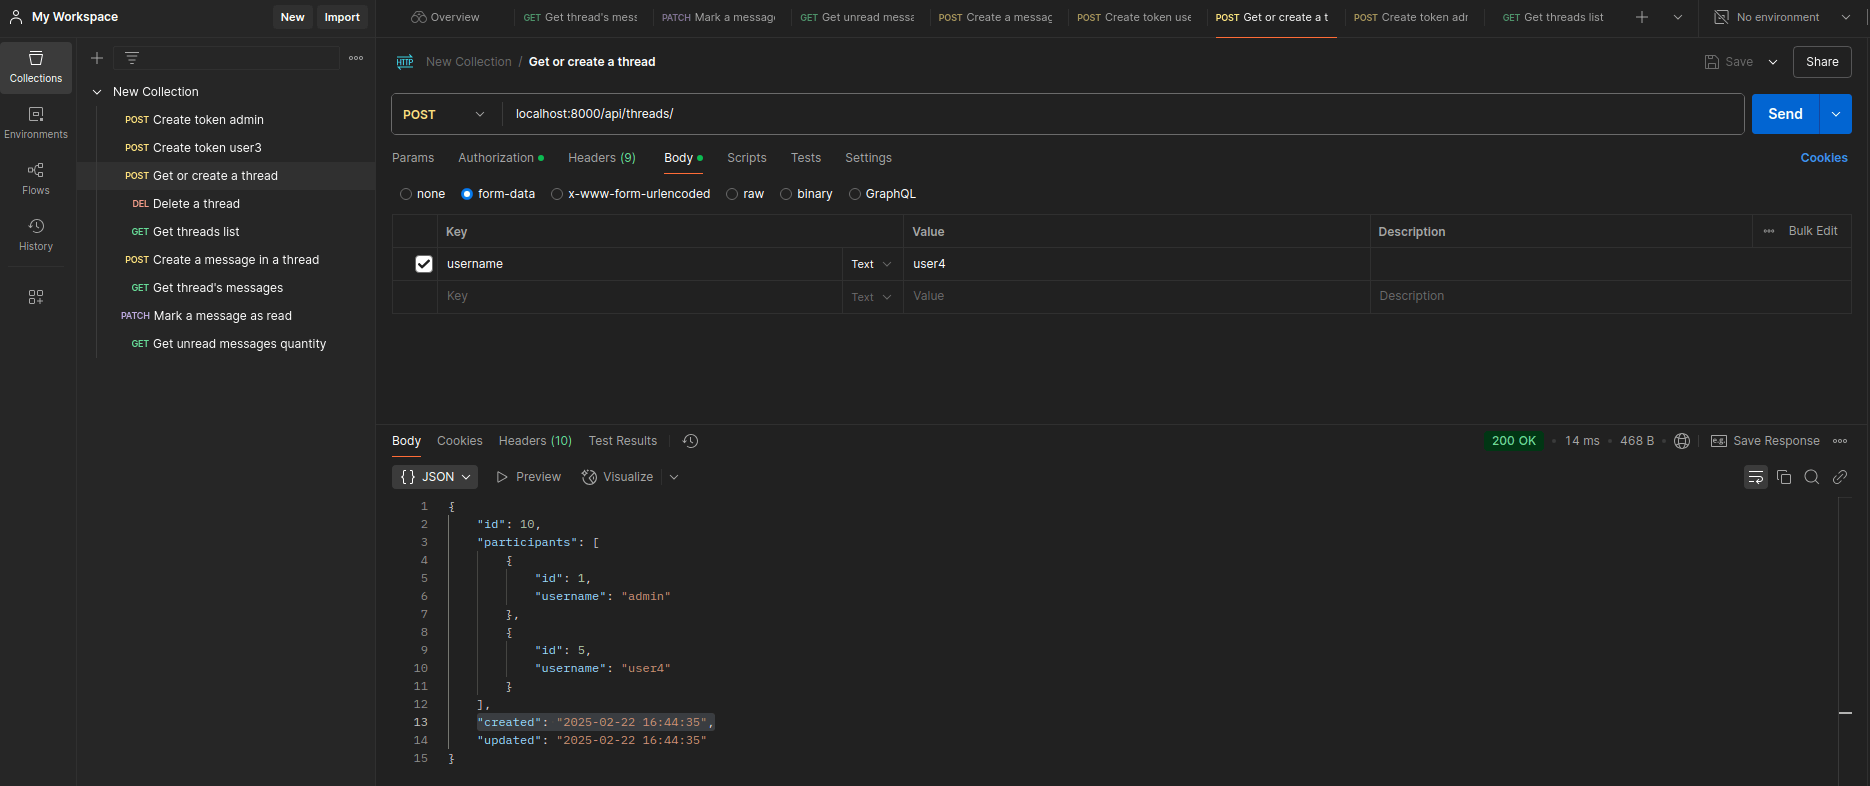 My Workspace
New
Import
Overview
GET Get thread's mess
PATCH Mark a message
GET Get unread messa
POST Create a messag
POST Create token use
POST Get or create a t
POST Create token adr
GET Get threads list
No environment
Collections
Environments
Flows
History
New Collection
POST Create token admin
POST Create token user3
POST Get or create a thread
DEL Delete a thread
GET Get threads list
POST Create a message in a thread
GET Get thread's messages
PATCH Mark a message as read
GET Get unread messages quantity
HTTP New Collection / Get or create a thread
Save
Share
POST localhost:8000/api/threads/
Send
Params Authorization Headers (9) Body Scripts Tests Settings
Cookies
none form-data x-www-form-urlencoded raw binary GraphQL
Key Value Description Bulk Edit
username Text user4
Key Text Value Description
Body Cookies Headers (10) Test Results
200 OK 14 ms 468 B e.g. Save Response
{} JSON Preview Visualize
1 {
2 "id": 10,
3 "participants": [
4 {
5 "id": 1,
6 "username": "admin"
7 },
8 {
9 "id": 5,
10 "username": "user4"
11 }
12 ],
13 "created": "2025-02-22 16:44:35",
14 "updated": "2025-02-22 16:44:35"
15 }